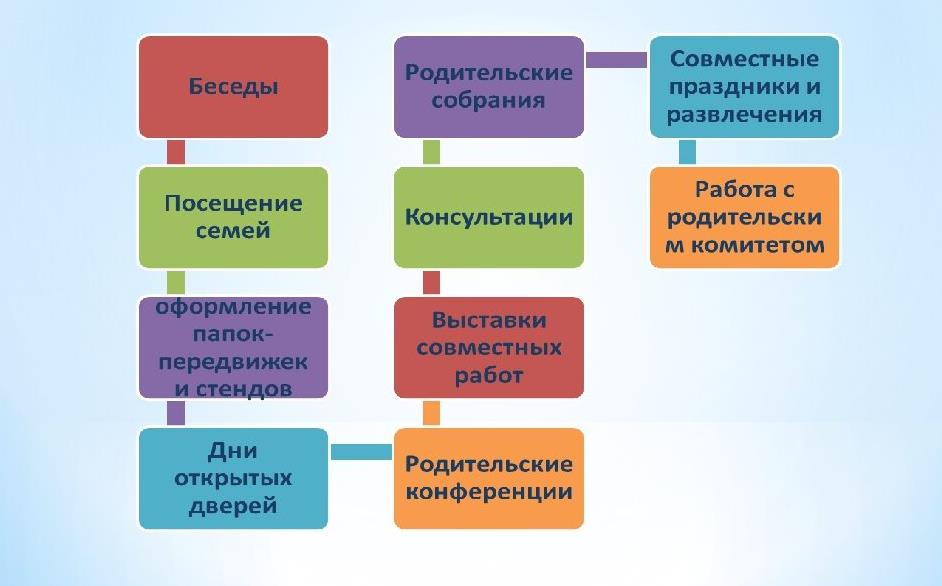 Беседы
Посещение
семей
оформление
папок-
передвижек
и стендов
Дни
открытых
дверей
Родительские
конференции
Выставки
совместных
работ
Консультации
Родительские
собрания
Совместные
праздники и
развлечения
Работа с
родительски
м комитетом